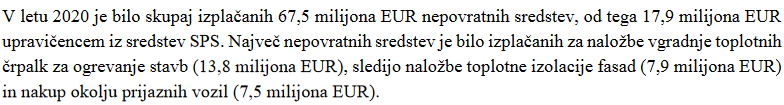 V letu 2020 je bilo skupaj izplačanih 67,5 milijona EUR nepovratnih sredstev, od tega 17,9 milijona EUR
upravičencem iz sredstev SPS. Največ nepovratnih sredstev je bilo izplačanih za naložbe vgradnje toplotnih
črpalk za ogrevanje stavb (13,8 milijona EUR), sledijo naložbe toplotne izolacije fasad (7,9 milijona EUR)
in nakup okolju prijaznih vozil (7,5 milijona EUR).